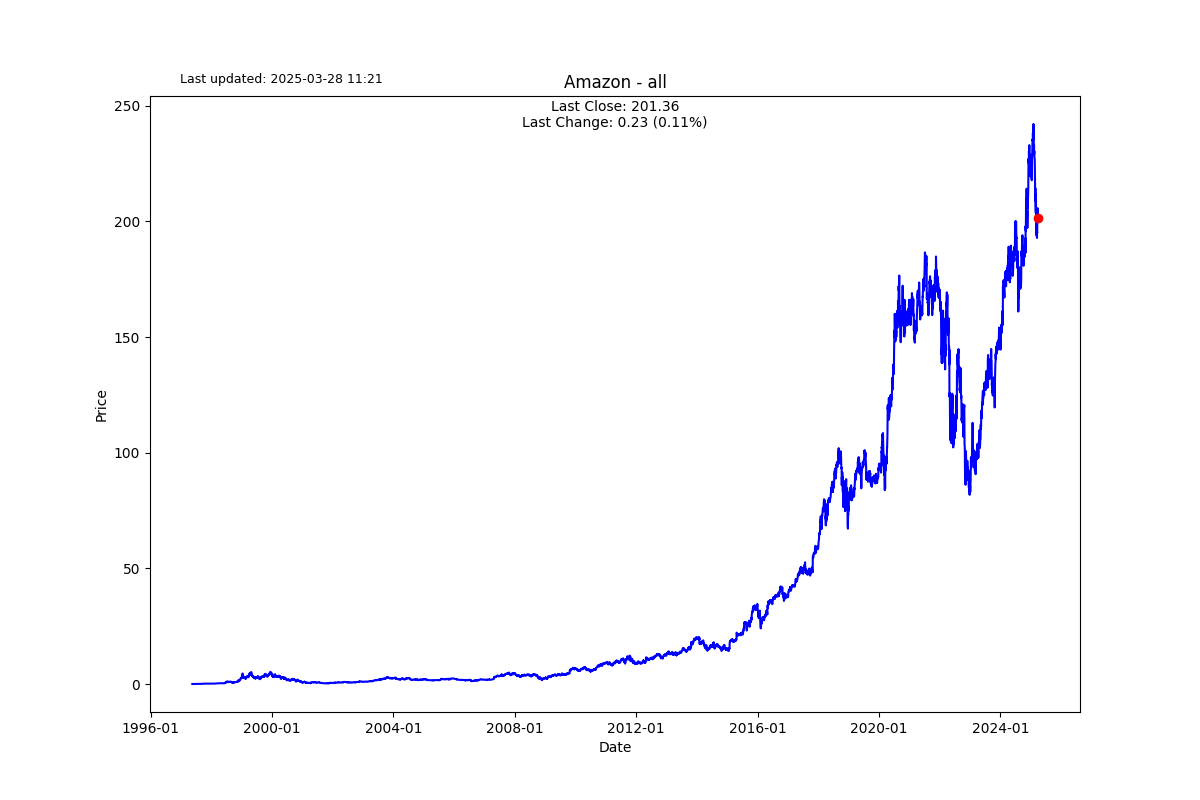 Last updated: 2025-03-28 11:21
Amazon - all
Last Close: 201.36
Last Change: 0.23 (0.11%)
250
200
150
100
50
0
Price
1996-01
2000-01
2004-01
2008-01
2012-01
2016-01
2020-01
2024-01
Date